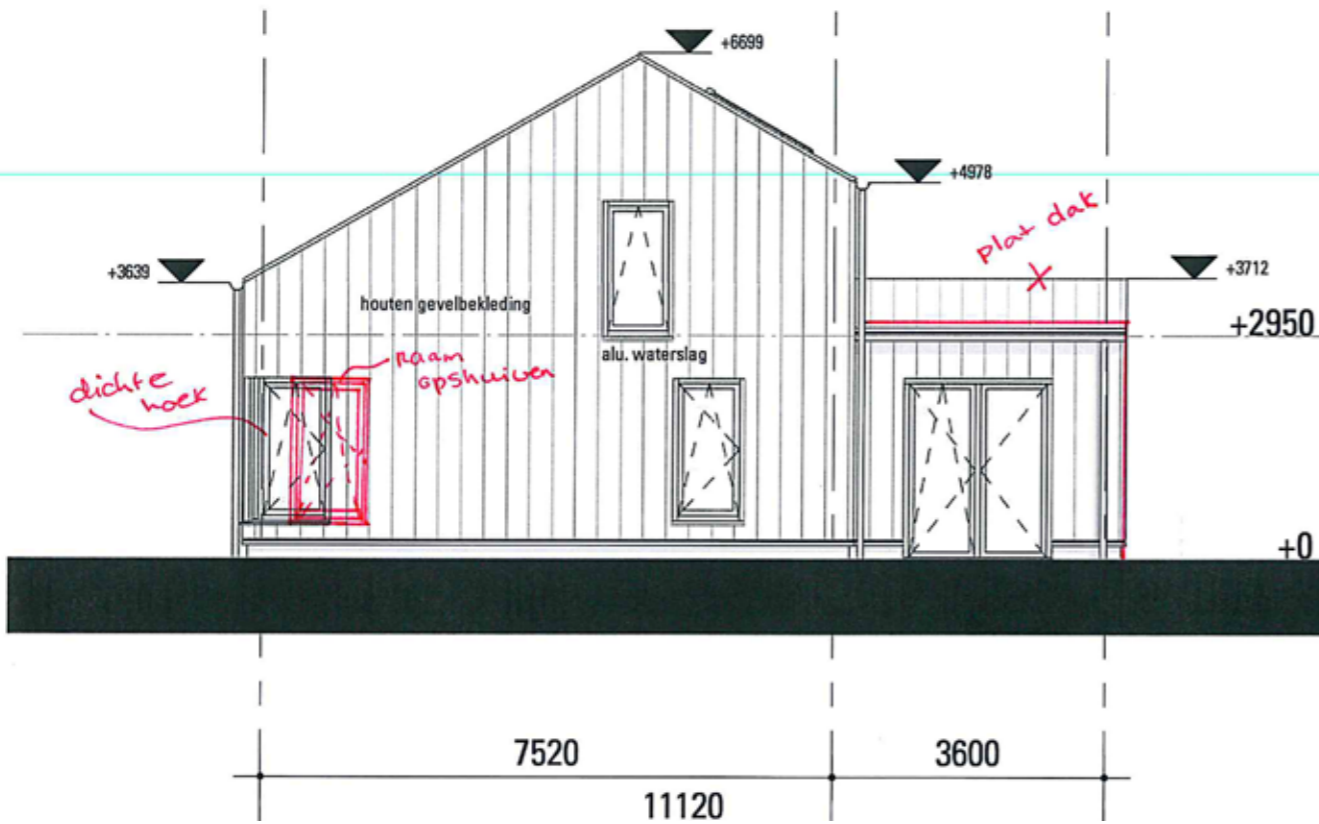 +6699
+4978
plat dak
+3639
+3712
houten gevelbekleding
+2950
alu. waterslag
raam
opshuiven
dichte
hoek
+0
7520
3600
11120